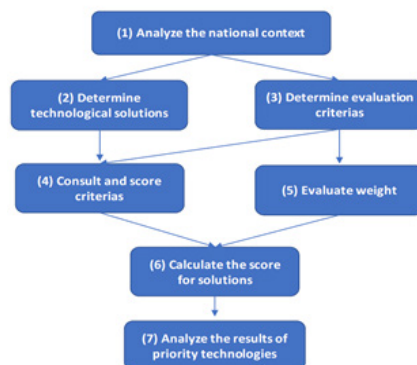 (1) Analyze the national context
(2) Determine
technological solutions
(3) Determine evaluation
criterias
(4) Consult and score
criterias
(5) Evaluate weight
(6) Calculate the score
for solutions
(7) Analyze the results of
priority technologies